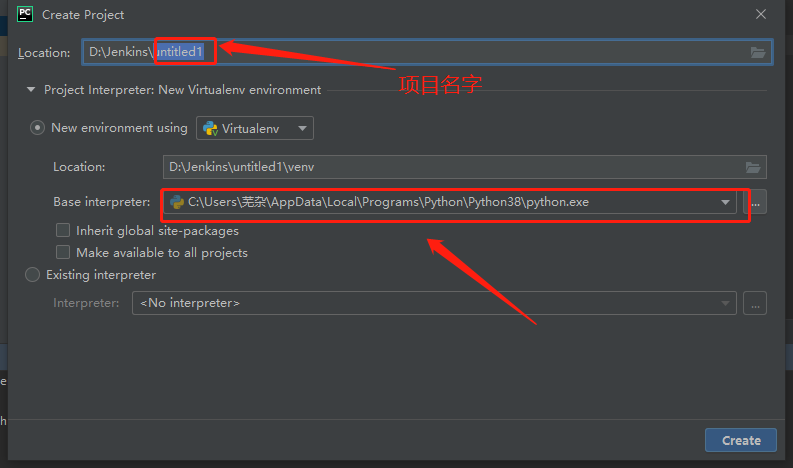 PC Create Project
Location: D:\Jenkins\untitled1
项目名字
Project Interpreter: New Virtualenv environment
New environment using Virtualenv
Location: D:\Jenkins\untitled1\venv
Base interpreter: C:\Users\芜杂\AppData\Local\Programs\Python\Python38\python.exe ...
Inherit global site-packages
Make available to all projects
Existing interpreter
Interpreter: <No interpreter> ...
e
h
Create